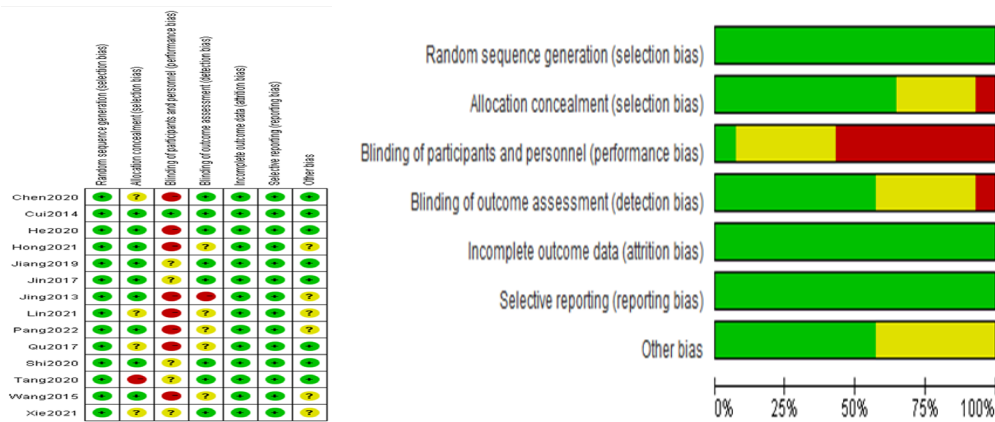 Random sequence generation (selection bias)
Allocation concealment (selection bias)
Blinding of participants and personnel (performance bias)
Blinding of outcome assessment (detection bias)
Incomplete outcome data (attrition bias)
Selective reporting (reporting bias)
Other bias
Chen2020 + ? - + + + +
Cui2014 + + + + + + +
He2020 + + - + + + +
Hong2021 + + - ? + + ?
Jiang2019 + + ? + + + +
Jin2017 + + ? + + + +
Jing2013 + + - - + + ?
Lin2021 + ? - ? + + ?
Pang2022 + + - ? + + ?
Qu2017 + ? - ? + + +
Shi2020 + + ? + + + +
Tang2020 + - ? + + + +
Wang2015 + + - ? + + ?
Xie2021 + ? ? + + + ?
Random sequence generation (selection bias)
Allocation concealment (selection bias)
Blinding of participants and personnel (performance bias)
Blinding of outcome assessment (detection bias)
Incomplete outcome data (attrition bias)
Selective reporting (reporting bias)
Other bias
0% 25% 50% 75% 100%